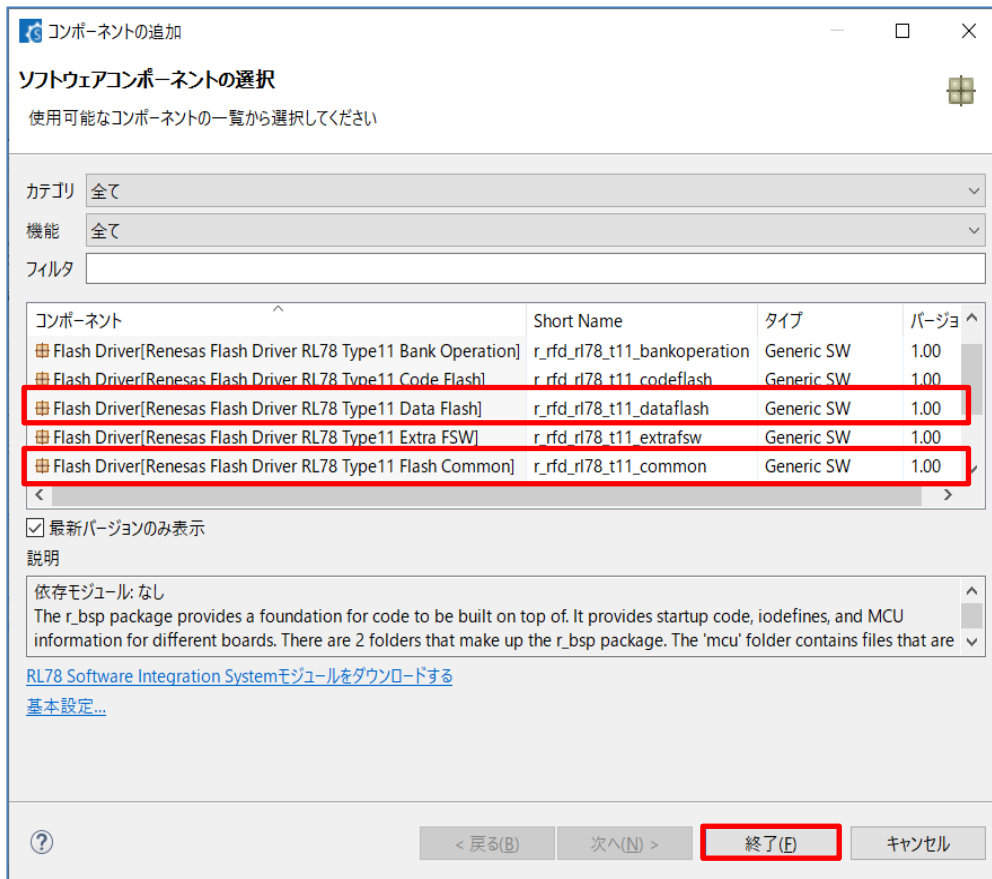 コンポーネントの追加
ソフトウェアコンポーネントの選択
使用可能なコンポーネントの一覧から選択してください
カテゴリ 全て
機能 全て
フィルタ
コンポーネント Short Name タイプ バージョ
Flash Driver[Renesas Flash Driver RL78 Type11 Bank Operation] r_rfd_rl78_t11_bankoperation Generic SW 1.00
Flash Driver[Renesas Flash Driver RL78 Type11 Code Flash] r_rfd_rl78_t11_codeflash Generic SW 1.00
Flash Driver[Renesas Flash Driver RL78 Type11 Data Flash] r_rfd_rl78_t11_dataflash Generic SW 1.00
Flash Driver[Renesas Flash Driver RL78 Type11 Extra FSW] r_rfd_rl78_t11_extrafsw Generic SW 1.00
Flash Driver[Renesas Flash Driver RL78 Type11 Flash Common] r_rfd_rl78_t11_common Generic SW 1.00
最新バージョンのみ表示
説明
依存モジュール: なし
The r_bsp package provides a foundation for code to be built on top of. It provides startup code, iodefines, and MCU
information for different boards. There are 2 folders that make up the r_bsp package. The 'mcu' folder contains files that are
RL78 Software Integration Systemモジュールをダウンロードする
基本設定...
< 戻る(B) 次へ(N) > 終了(F) キャンセル